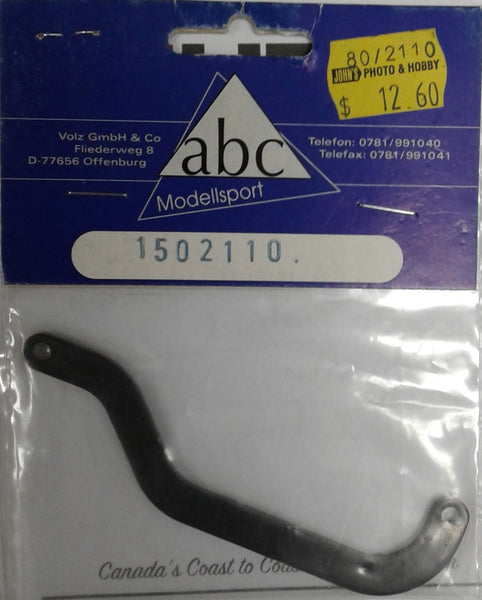 80/2110
JOHN'S PHOTO & HOBBY
$ 12.60
Volz GmbH & Co
Fliederweg 8
D-77656 Offenburg
abc
Modellsport
Telefon: 0781/991040
Telefax: 0781/991041
1502110.
Canada's Coast to